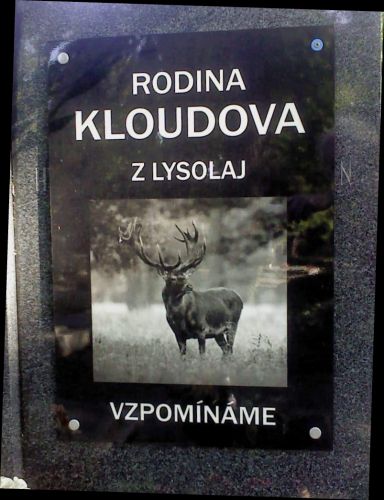 RODINA
KLOUDOVA
Z LYSOLAJ
VZPOMÍNÁME